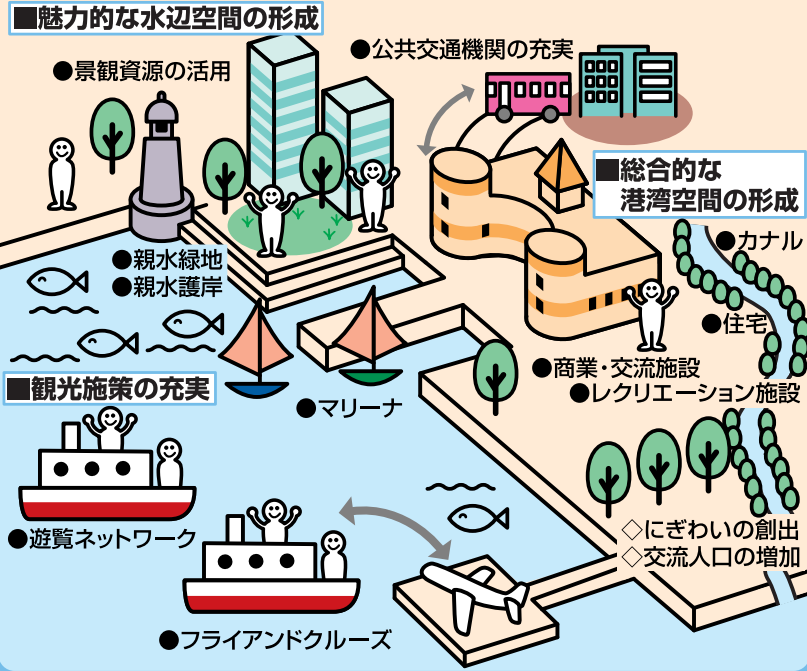 ■魅力的な水辺空間の形成
●公共交通機関の充実
●景観資源の活用
■総合的な
港湾空間の形成
●カナル
●親水緑地
●親水護岸
●住宅
●商業・交流施設
●レクリエーション施設
■観光施策の充実
●マリーナ
●遊覧ネットワーク
◇にぎわいの創出
◇交流人口の増加
●フライアンドクルーズ